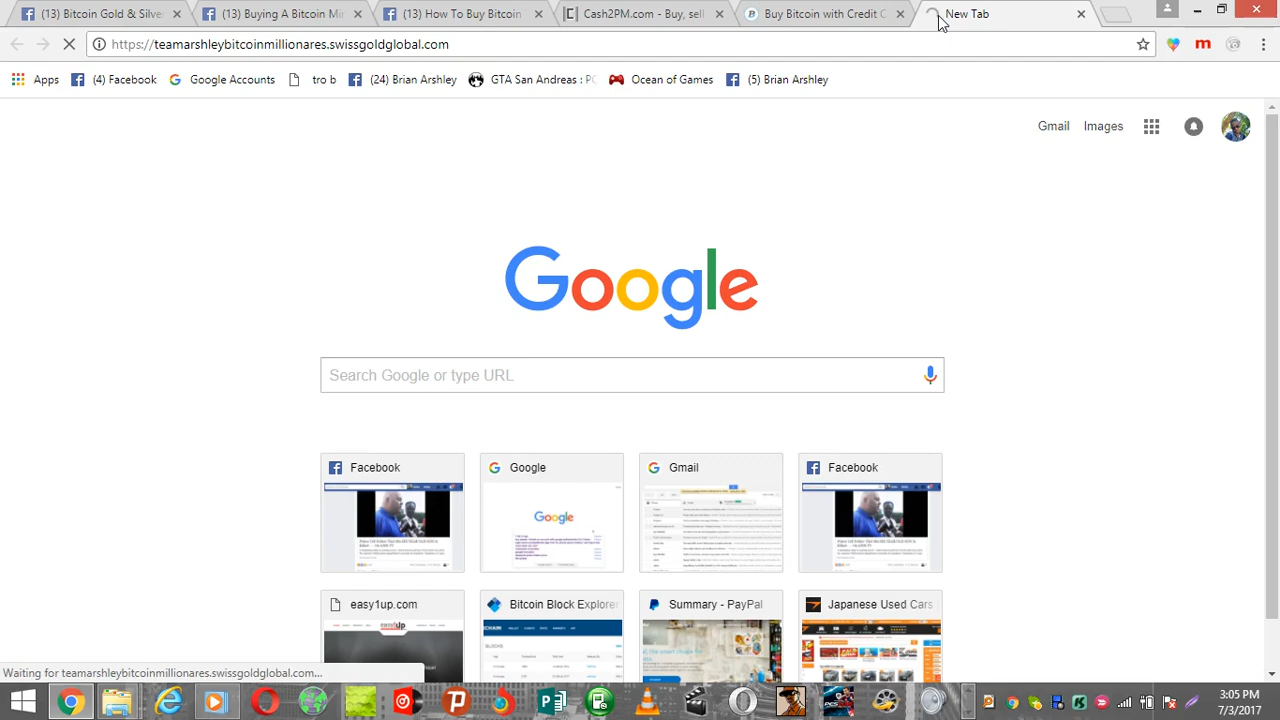 (13) Bitcoin Gold & Silve
(13) Buying A Bitcoin Mi
(13) How To Buy Bitcoin
Cash2PM.com - Buy, sell
Buy Bitcoin with Credit C
New Tab
https://teamarshleybitcoinmillionares.swissgoldglobal.com
Apps
(4) Facebook
Google Accounts
tro b
(24) Brian Arshley
GTA San Andreas : PC
Ocean of Games
(5) Brian Arshley
Gmail
Images
Google
Search Google or type URL
Facebook
Google
Gmail
Facebook
Google
easy1up.com
Bitcoin Block Explorer
Summary - PayPal
Japanese Used Cars
Waiting for teamarshleybitcoinmillionares.swissgoldglobal.com...
3:05 PM
7/3/2017